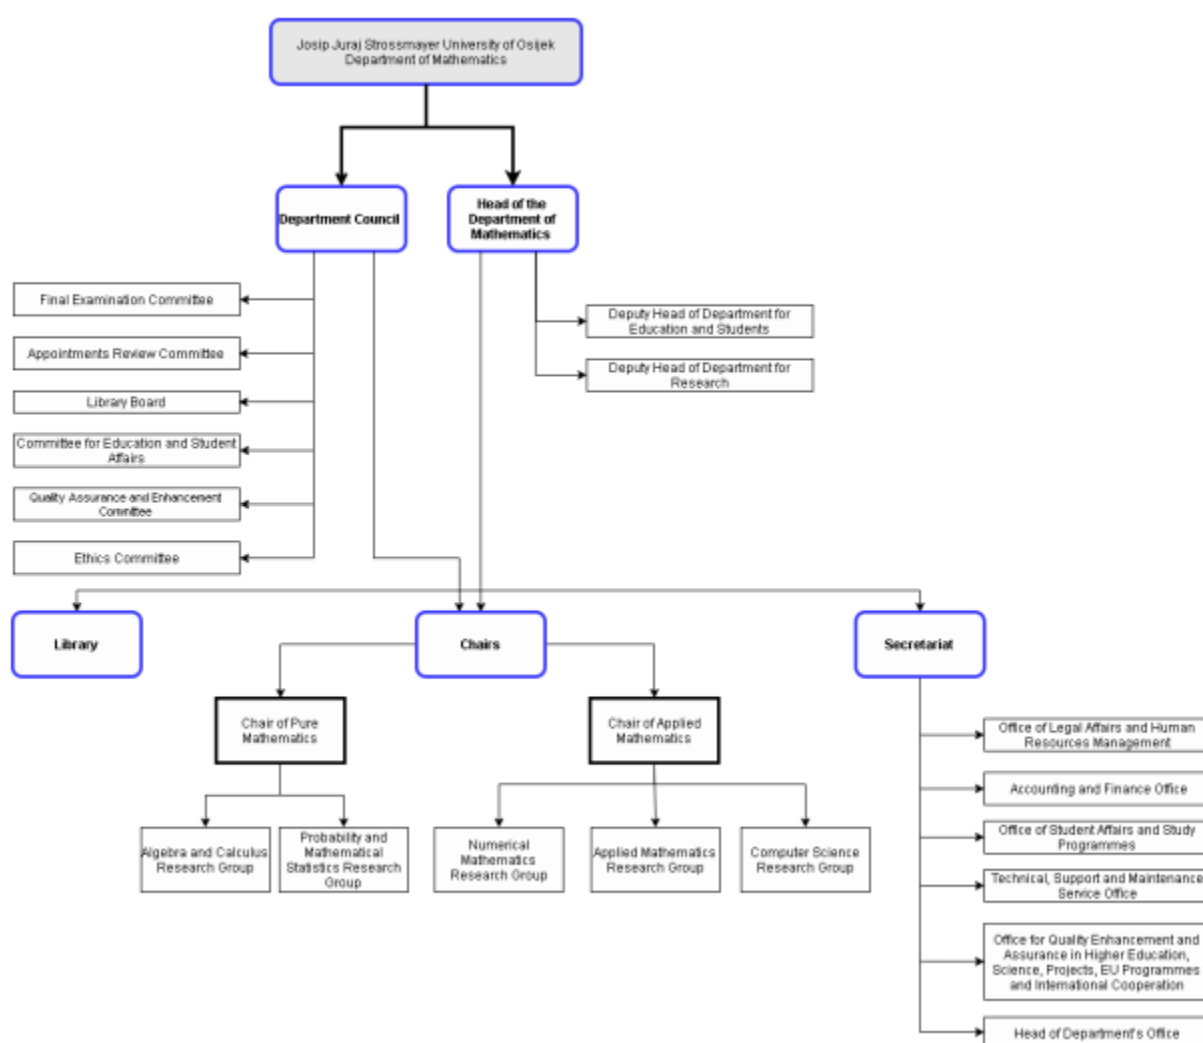 Josip Juraj Strossmayer University of Osijek
Department of Mathematics
Department Council
Head of the
Department of
Mathematics
Final Examination Committee
Appointments Review Committee
Library Board
Committee for Education and Student
Affairs
Quality Assurance and Enhancement
Committee
Ethics Committee
Deputy Head of Department for
Education and Students
Deputy Head of Department for
Research
Library
Chairs
Secretariat
Chair of Pure
Mathematics
Chair of Applied
Mathematics
Algebra and Calculus
Research Group
Probability and
Mathematical
Statistics Research
Group
Numerical
Mathematics
Research Group
Applied Mathematics
Research Group
Computer Science
Research Group
Office of Legal Affairs and Human
Resources Management
Accounting and Finance Office
Office of Student Affairs and Study
Programmes
Technical, Support and Maintenance
Service Office
Office for Quality Enhancement and
Assurance in Higher Education,
Science, Projects, EU Programmes
and International Cooperation
Head of Department's Office